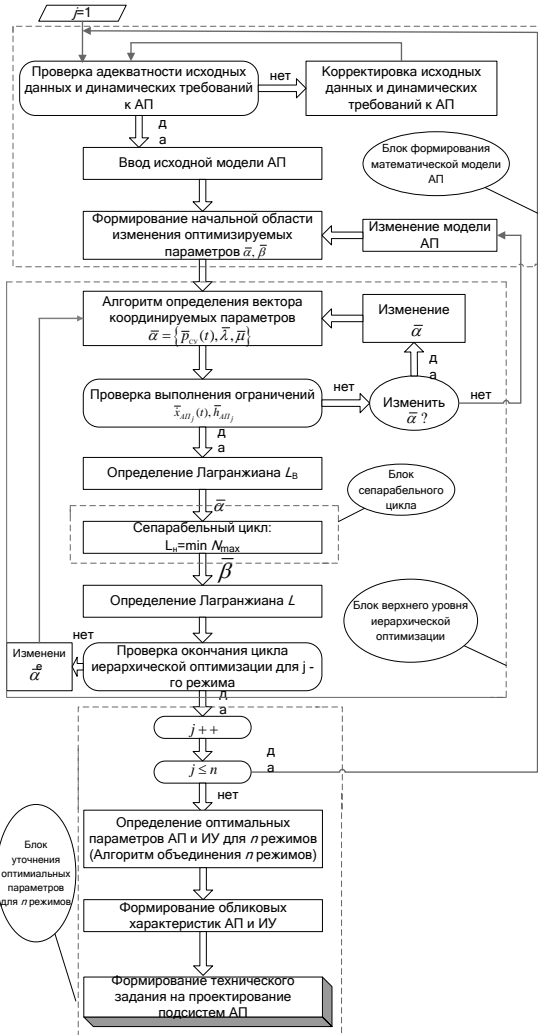 j=1
Проверка адекватности исходных
данных и динамических требований
к АП
нет
Корректировка исходных
данных и динамических
требований к АП
д
а
Ввод исходной модели АП
Блок формирования
математической модели
АП
Формирование начальной области
изменения оптимизируемых
параметров ᾱ, β̄
Изменение модели
АП
Алгоритм определения вектора
координируемых параметров
ᾱ = {p̄_СУ(t), λ̄, μ̄}
Изменение
ᾱ
д
а
Проверка выполнения ограничений
x̄_АПj(t), h̄_АПj
нет
Изменить
ᾱ ?
нет
д
а
Определение Лагранжиана Lв
ᾱ
Блок
сепарабельного
цикла
Сепарабельный цикл:
Lн=min Nmax
β̄
Определение Лагранжиана L
Блок верхнего уровня
иерархической
оптимизации
нет
Изменени
е
ᾱ
Проверка окончания цикла
иерархической оптимизации для j -
го режима
д
а
j++
j ≤ n
д
а
нет
Определение оптимальных
параметров АП и ИУ для n режимов
(Алгоритм объединения n режимов)
Блок
уточнения
оптимиальных
параметров
для n режимов
Формирование обликовых
характеристик АП и ИУ
Формирование технического
задания на проектирование
подсистем АП